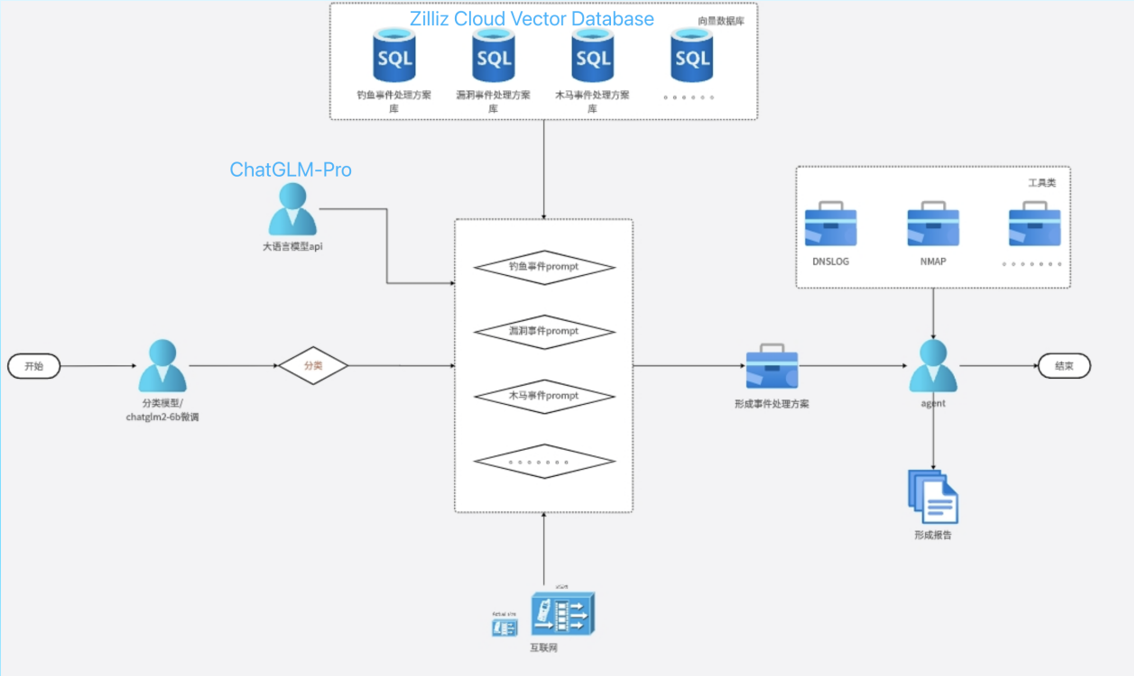 Zilliz Cloud Vector Database
向量数据库
SQL
SQL
SQL
SQL
钓鱼事件处理方案
库
漏洞事件处理方案
库
木马事件处理方案
库
······
ChatGLM-Pro
大语言模型api
工具类
DNSLOG
NMAP
·······
钓鱼事件prompt
漏洞事件prompt
木马事件prompt
·······
开始
分类模型/
chatglm2-6b微调
分类
形成事件处理方案
agent
结束
形成报告
互联网